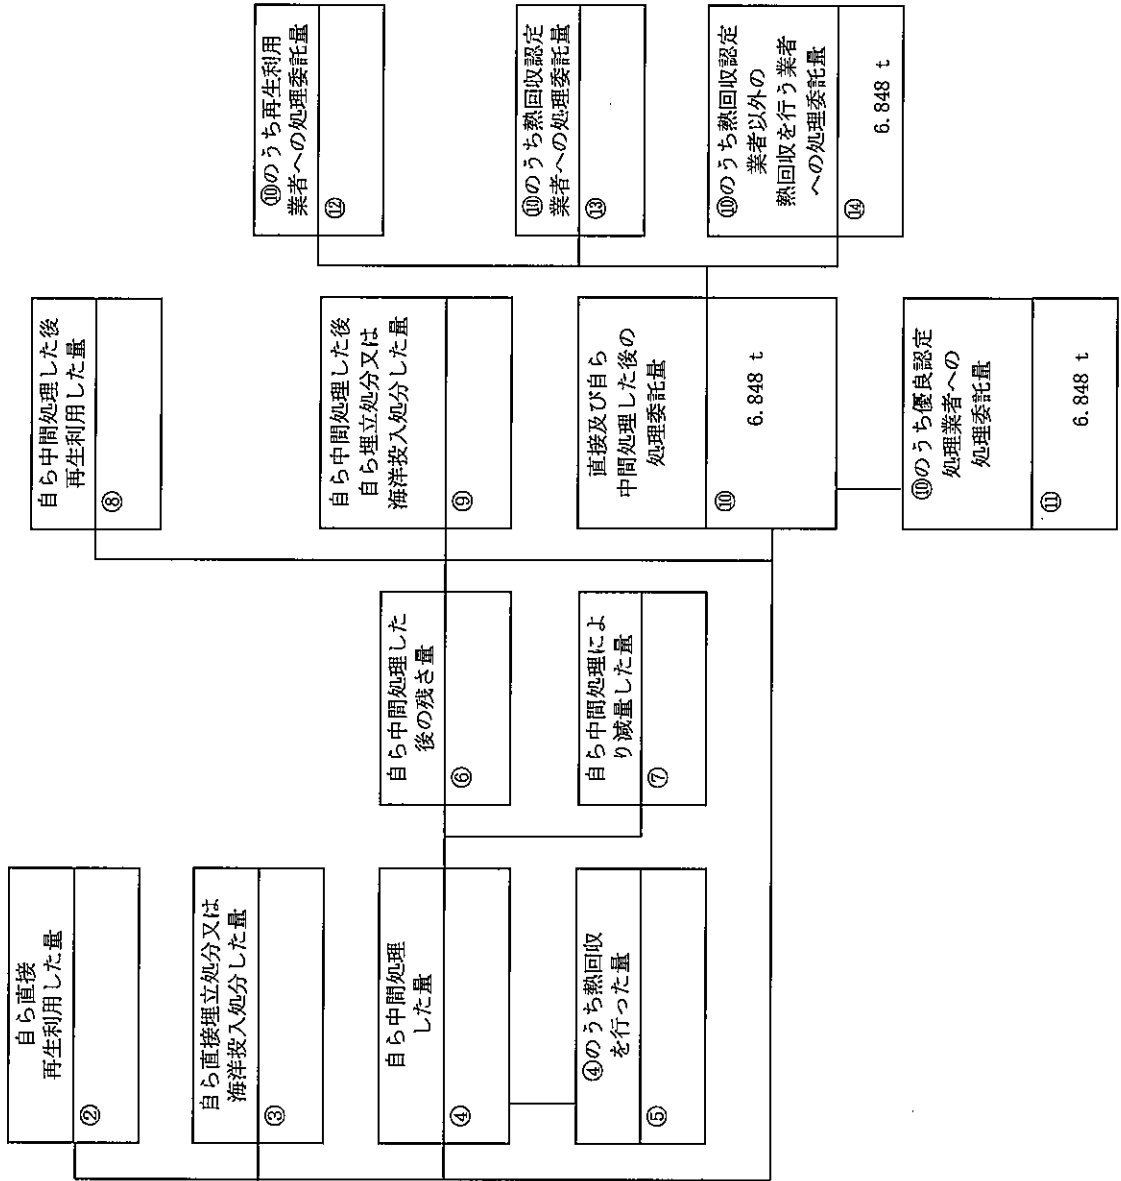 自ら直接
再生利用した量
②
自ら直接埋立処分又は
海洋投入処分した量
③
自ら中間処理
した量
④
④のうち熱回収
を行った量
⑤
自ら中間処理した
後の残さ量
⑥
自ら中間処理によ
り減量した量
⑦
自ら中間処理した後
再生利用した量
⑧
自ら中間処理した後
自ら埋立処分又は
海洋投入処分した量
⑨
直接及び自ら
中間処理した後の
処理委託量
⑩
6.848 t
⑩のうち優良認定
処理業者への
処理委託量
⑪
6.848 t
⑩のうち再生利用
業者への処理委託量
⑫
⑩のうち熱回収認定
業者への処理委託量
⑬
⑩のうち熱回収認定
業者以外の
熱回収を行う業者
への処理委託量
⑭
6.848 t